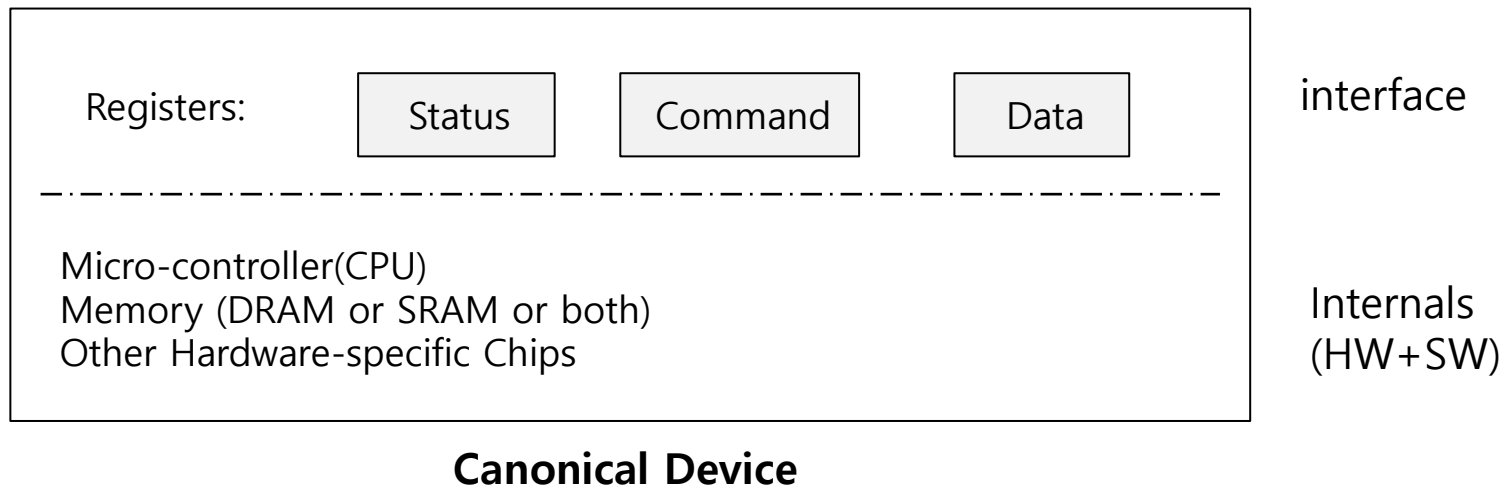 Registers: Status Command Data interface
Micro-controller(CPU)
Memory (DRAM or SRAM or both)
Other Hardware-specific Chips
Internals
(HW+SW)
Canonical Device